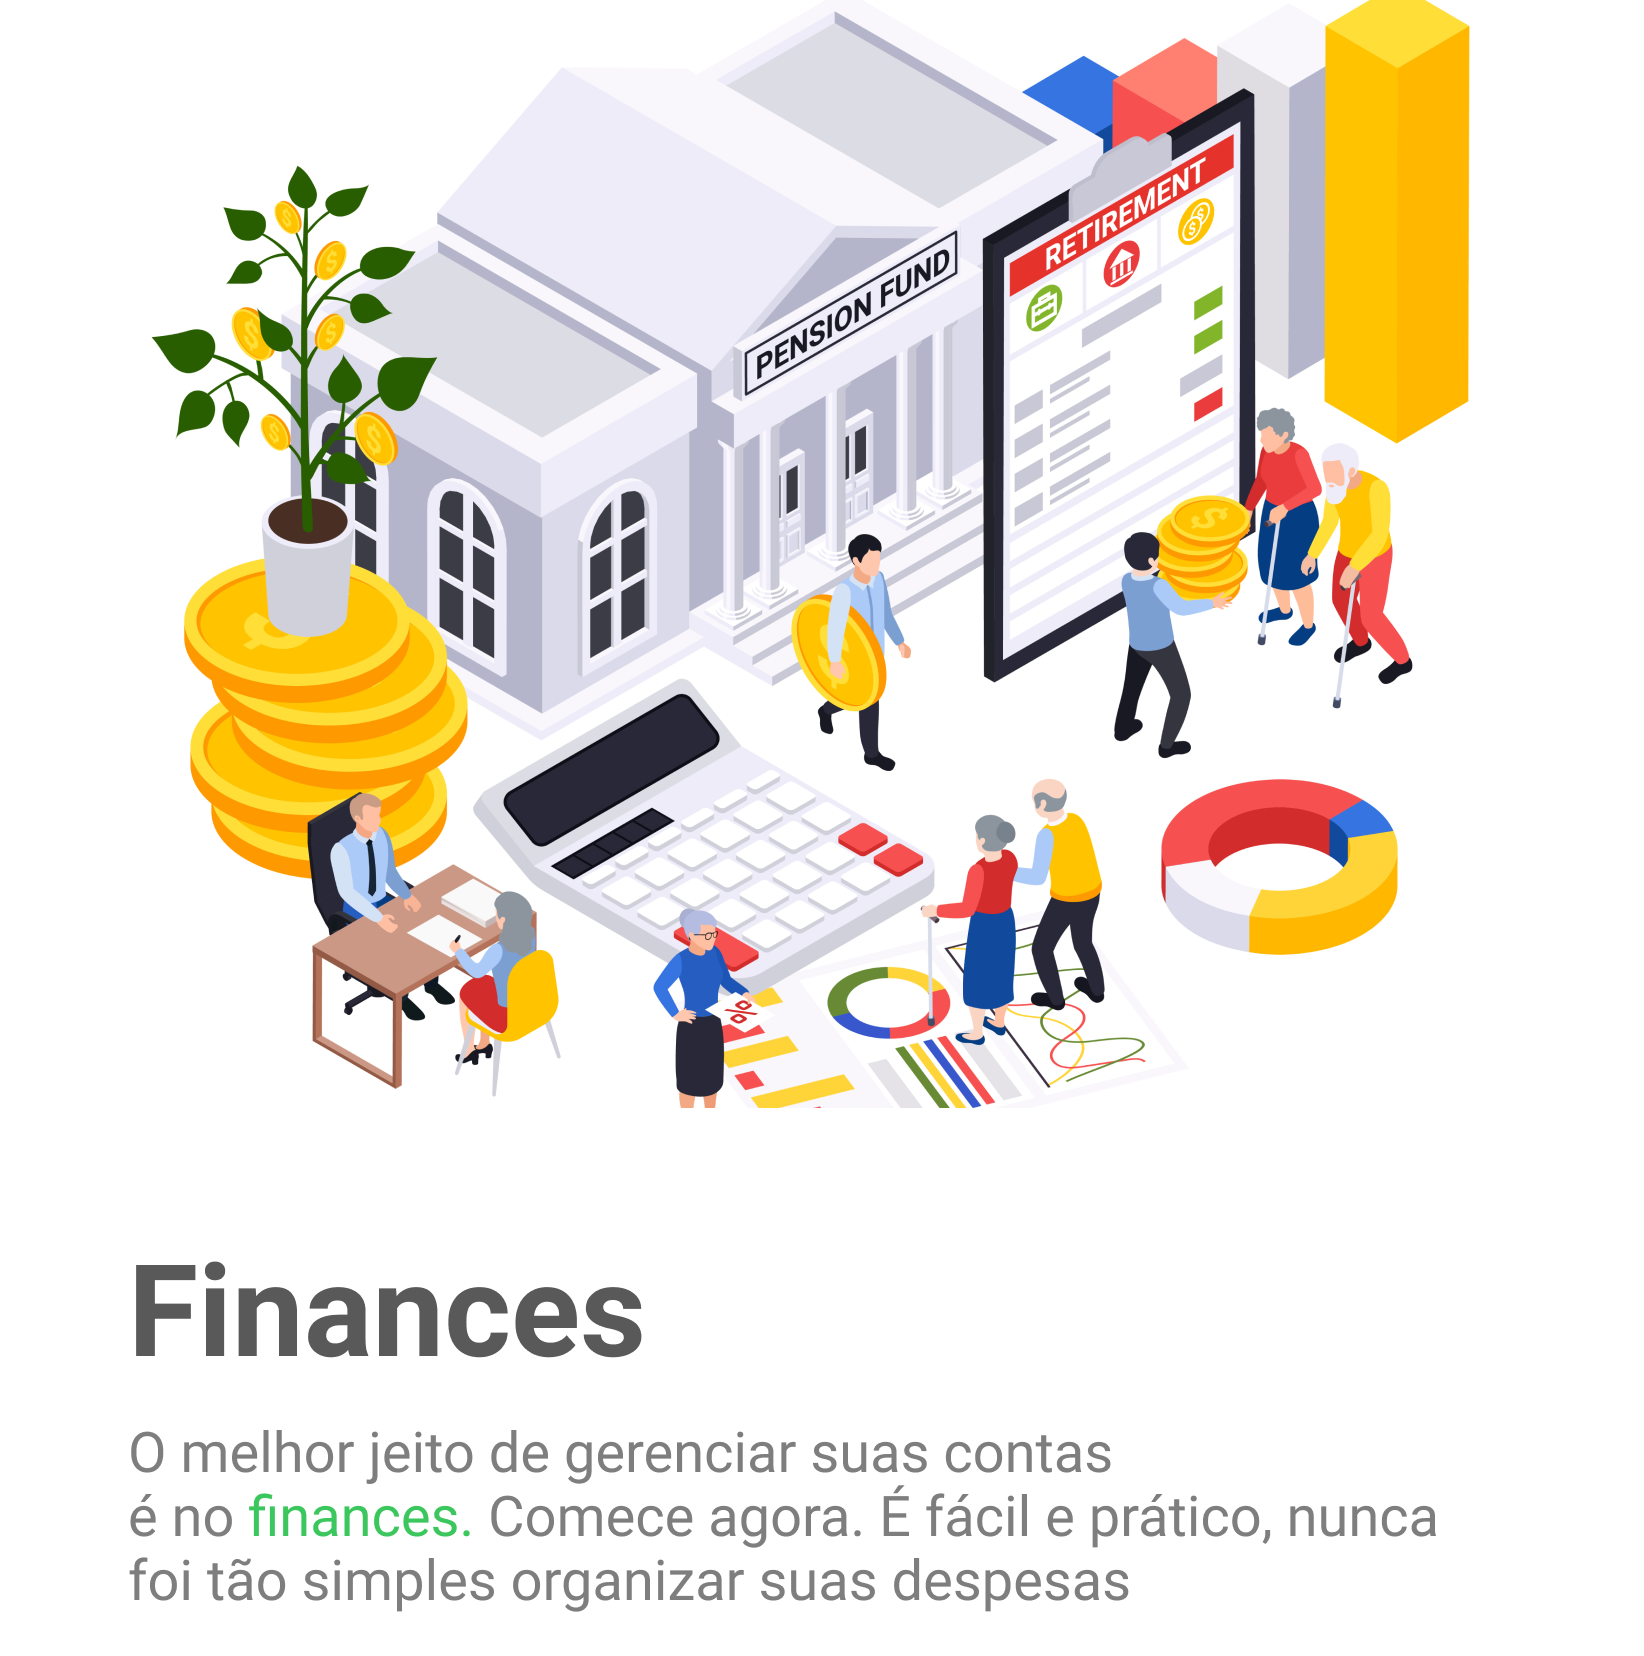 RETIREMENT
PENSION FUND
Finances
O melhor jeito de gerenciar suas contas
é no finances. Comece agora. É fácil e prático, nunca
foi tão simples organizar suas despesas